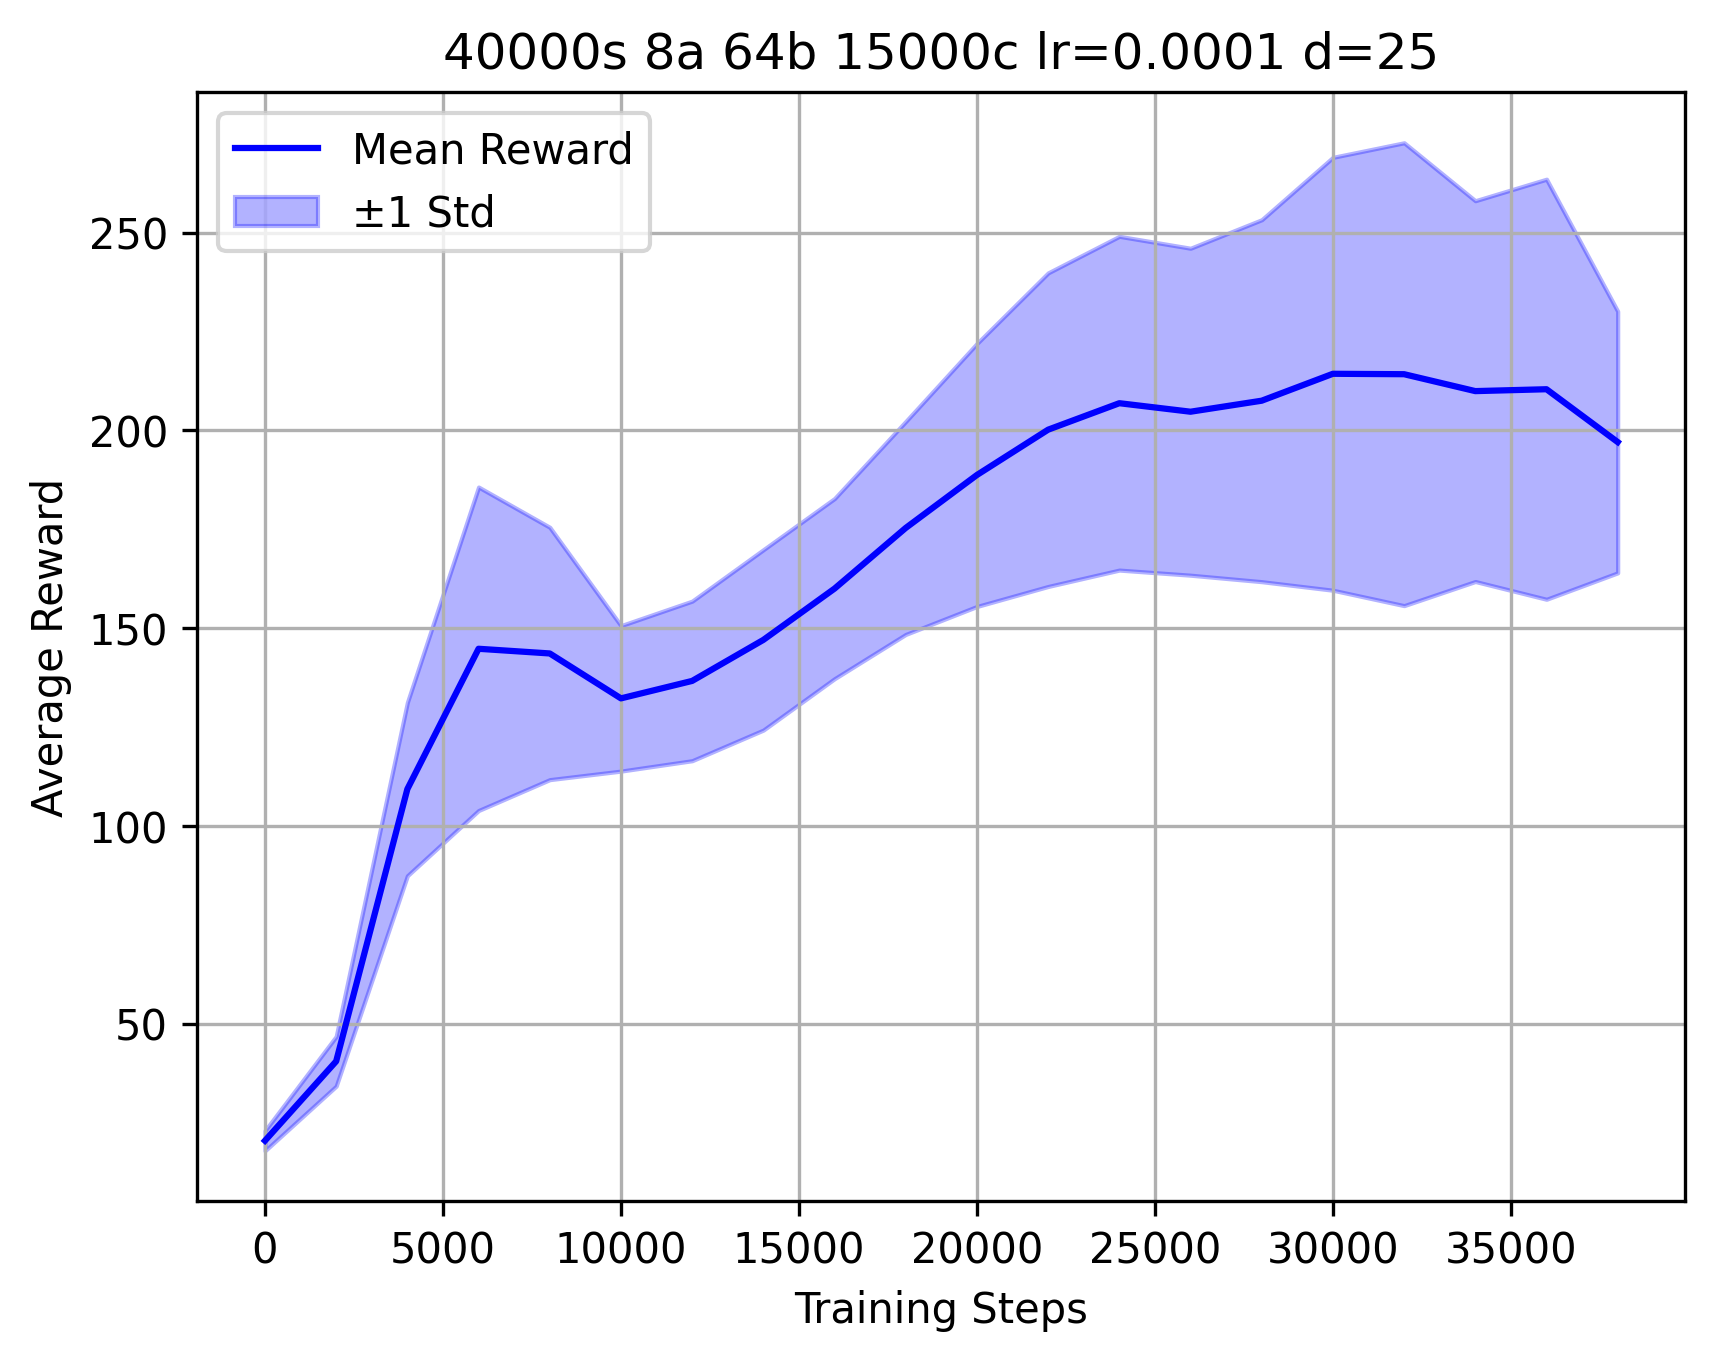 40000s 8a 64b 15000c lr=0.0001 d=25
Mean Reward
±1 Std
Average Reward
250
200
150
100
50
0 5000 10000 15000 20000 25000 30000 35000
Training Steps